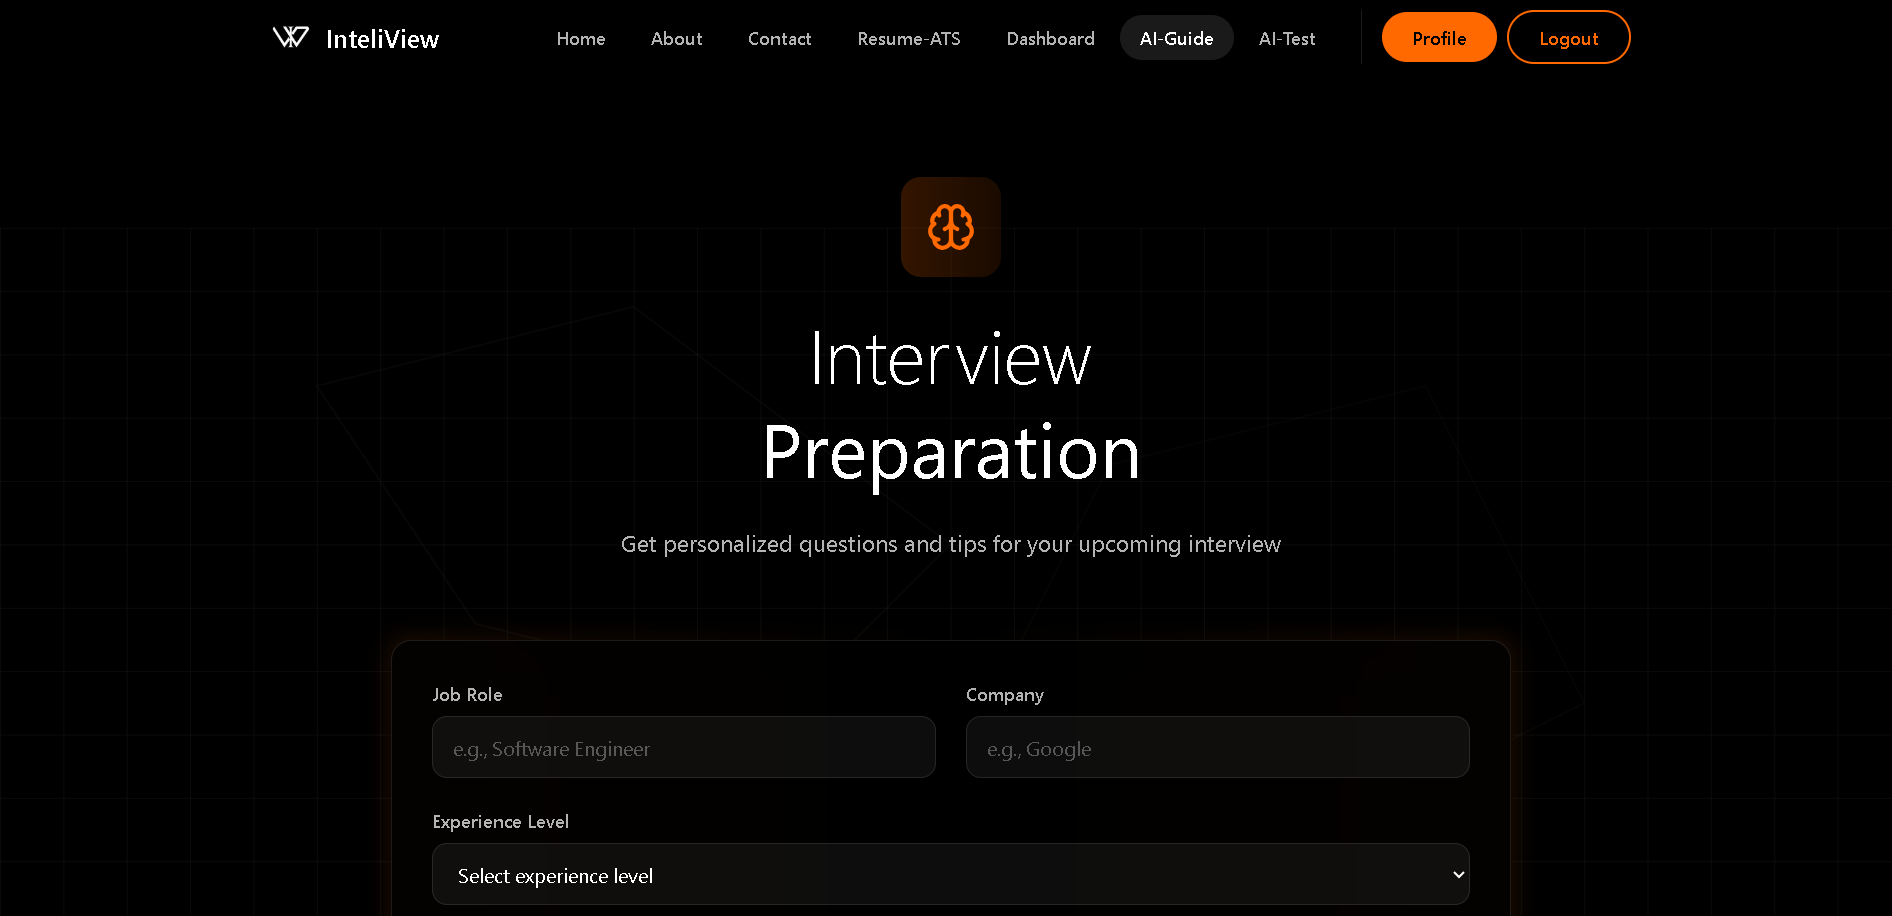 InteliView Home About Contact Resume-ATS Dashboard AI-Guide AI-Test Profile Logout
Interview
Preparation
Get personalized questions and tips for your upcoming interview
Job Role Company
e.g., Software Engineer e.g., Google
Experience Level
Select experience level